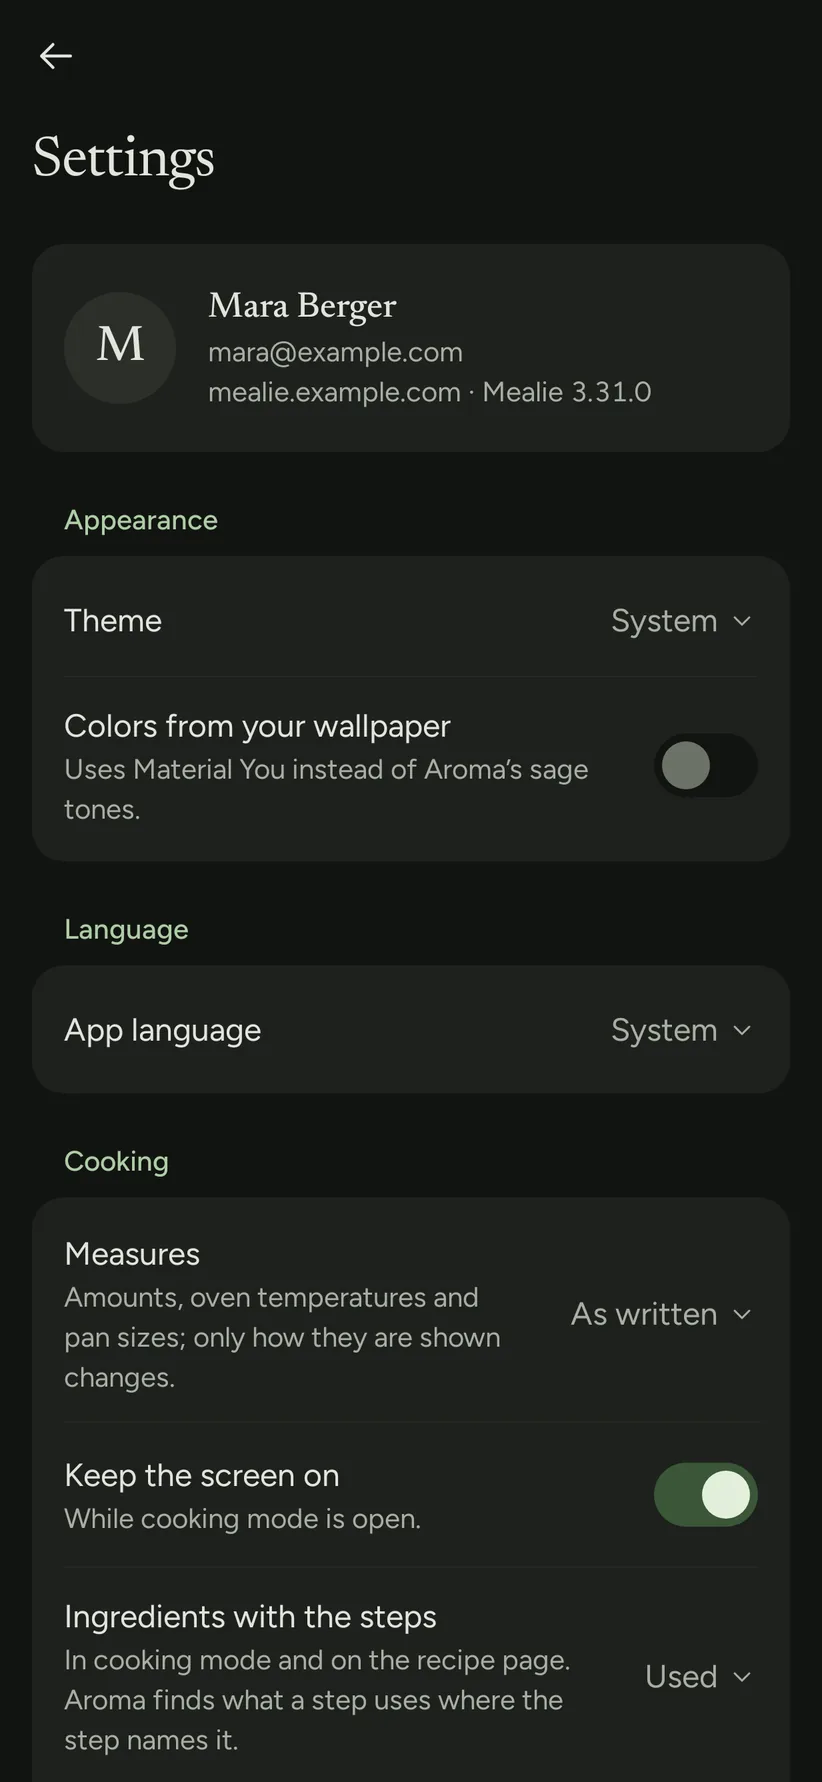 Settings
M
Mara Berger
mara@example.com
mealie.example.com · Mealie 3.31.0
Appearance
Theme
System
Colors from your wallpaper
Uses Material You instead of Aroma’s sage
tones.
Language
App language
System
Cooking
Measures
Amounts, oven temperatures and
pan sizes; only how they are shown
changes.
As written
Keep the screen on
While cooking mode is open.
Ingredients with the steps
In cooking mode and on the recipe page.
Aroma finds what a step uses where the
step names it.
Used